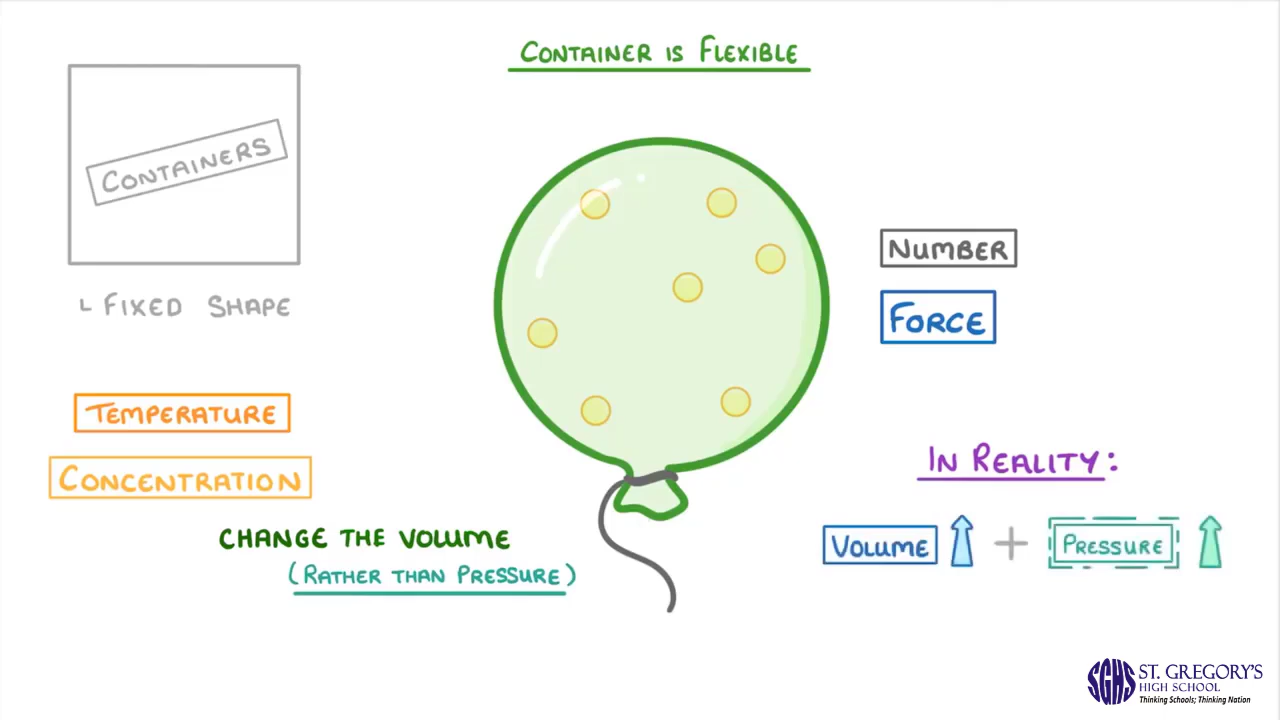 CONTAINER IS FLEXIBLE
CONTAINERS
FIXED SHAPE
TEMPERATURE
CONCENTRATION
CHANGE THE VOLUME
(RATHER THAN PRESSURE)
NUMBER
FORCE
IN REALITY:
VOLUME + PRESSURE
SGHS ST. GREGORY'S
HIGH SCHOOL
Thinking Schools; Thinking Nation